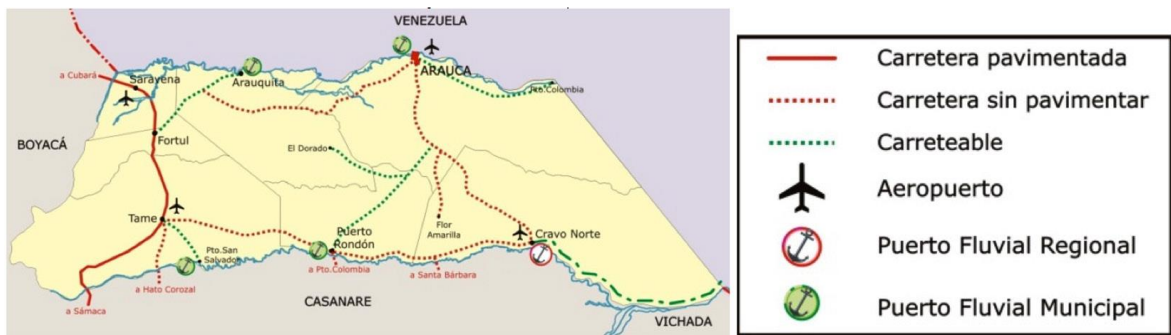 VENEZUELA
a Cubará
Saravena
Arauquita
ARAUCA
Pto.Colombia
BOYACÁ
Fortul
El Dorado
Tame
Pto.San
Salvador
Puerto
Rondón
Flor
Amarilla
Cravo Norte
a Pto.Colombia
a Santa Bárbara
a Hato Corozal
a Sámaca
CASANARE
VICHADA
Carretera pavimentada
Carretera sin pavimentar
Carreteable
Aeropuerto
Puerto Fluvial Regional
Puerto Fluvial Municipal